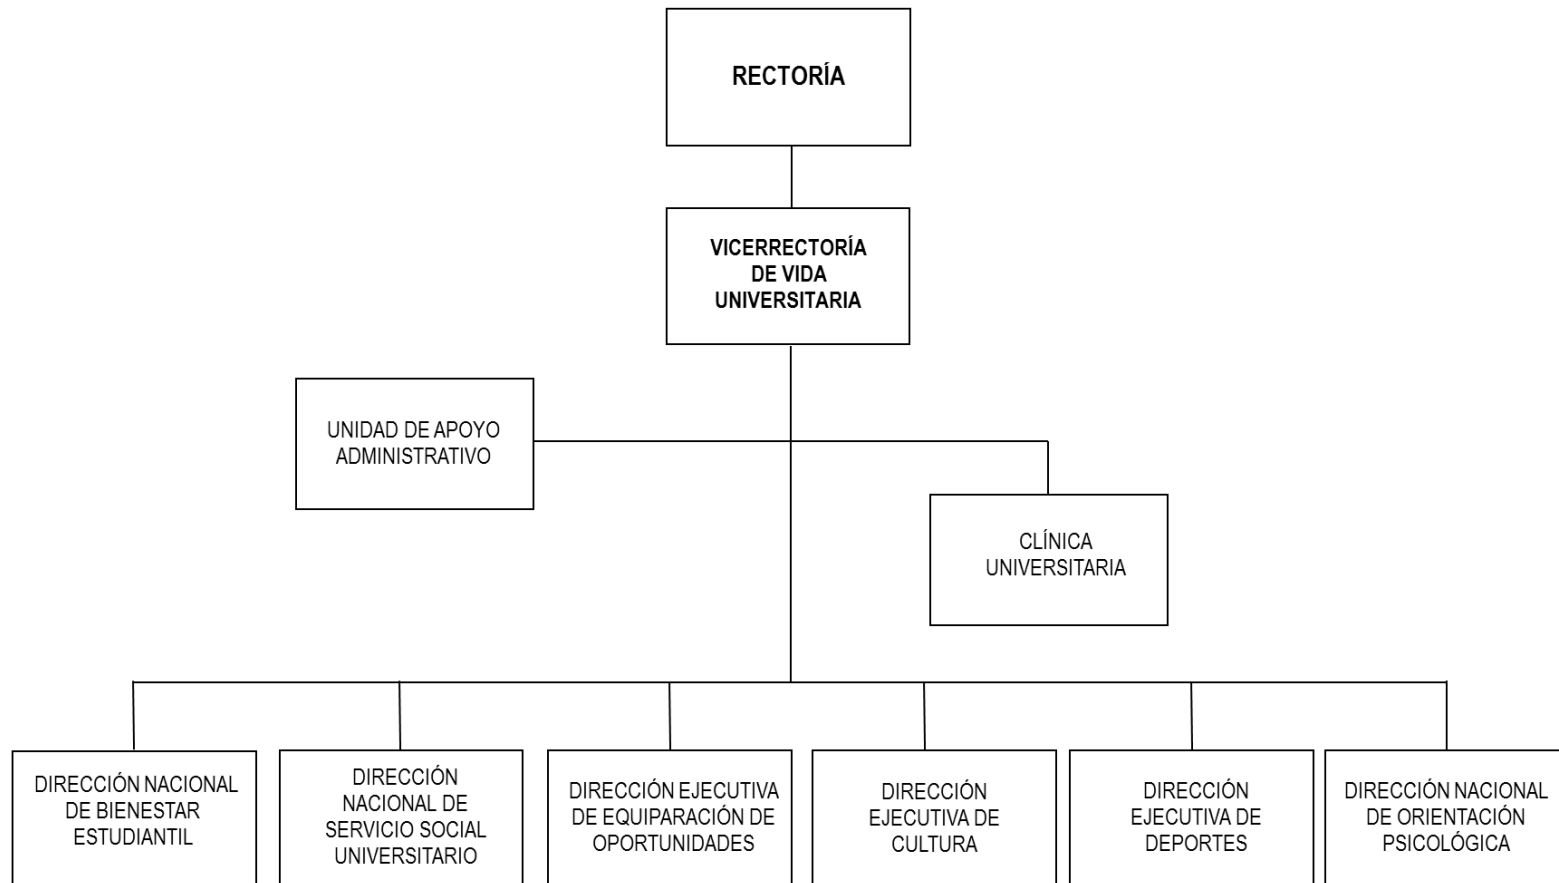 RECTORÍA
VICERRECTORÍA
DE VIDA
UNIVERSITARIA
UNIDAD DE APOYO
ADMINISTRATIVO
CLÍNICA
UNIVERSITARIA
DIRECCIÓN NACIONAL
DE BIENESTAR
ESTUDIANTIL
DIRECCIÓN
NACIONAL DE
SERVICIO SOCIAL
UNIVERSITARIO
DIRECCIÓN EJECUTIVA
DE EQUIPARACIÓN DE
OPORTUNIDADES
DIRECCIÓN
EJECUTIVA DE
CULTURA
DIRECCIÓN
EJECUTIVA DE
DEPORTES
DIRECCIÓN NACIONAL
DE ORIENTACIÓN
PSICOLÓGICA